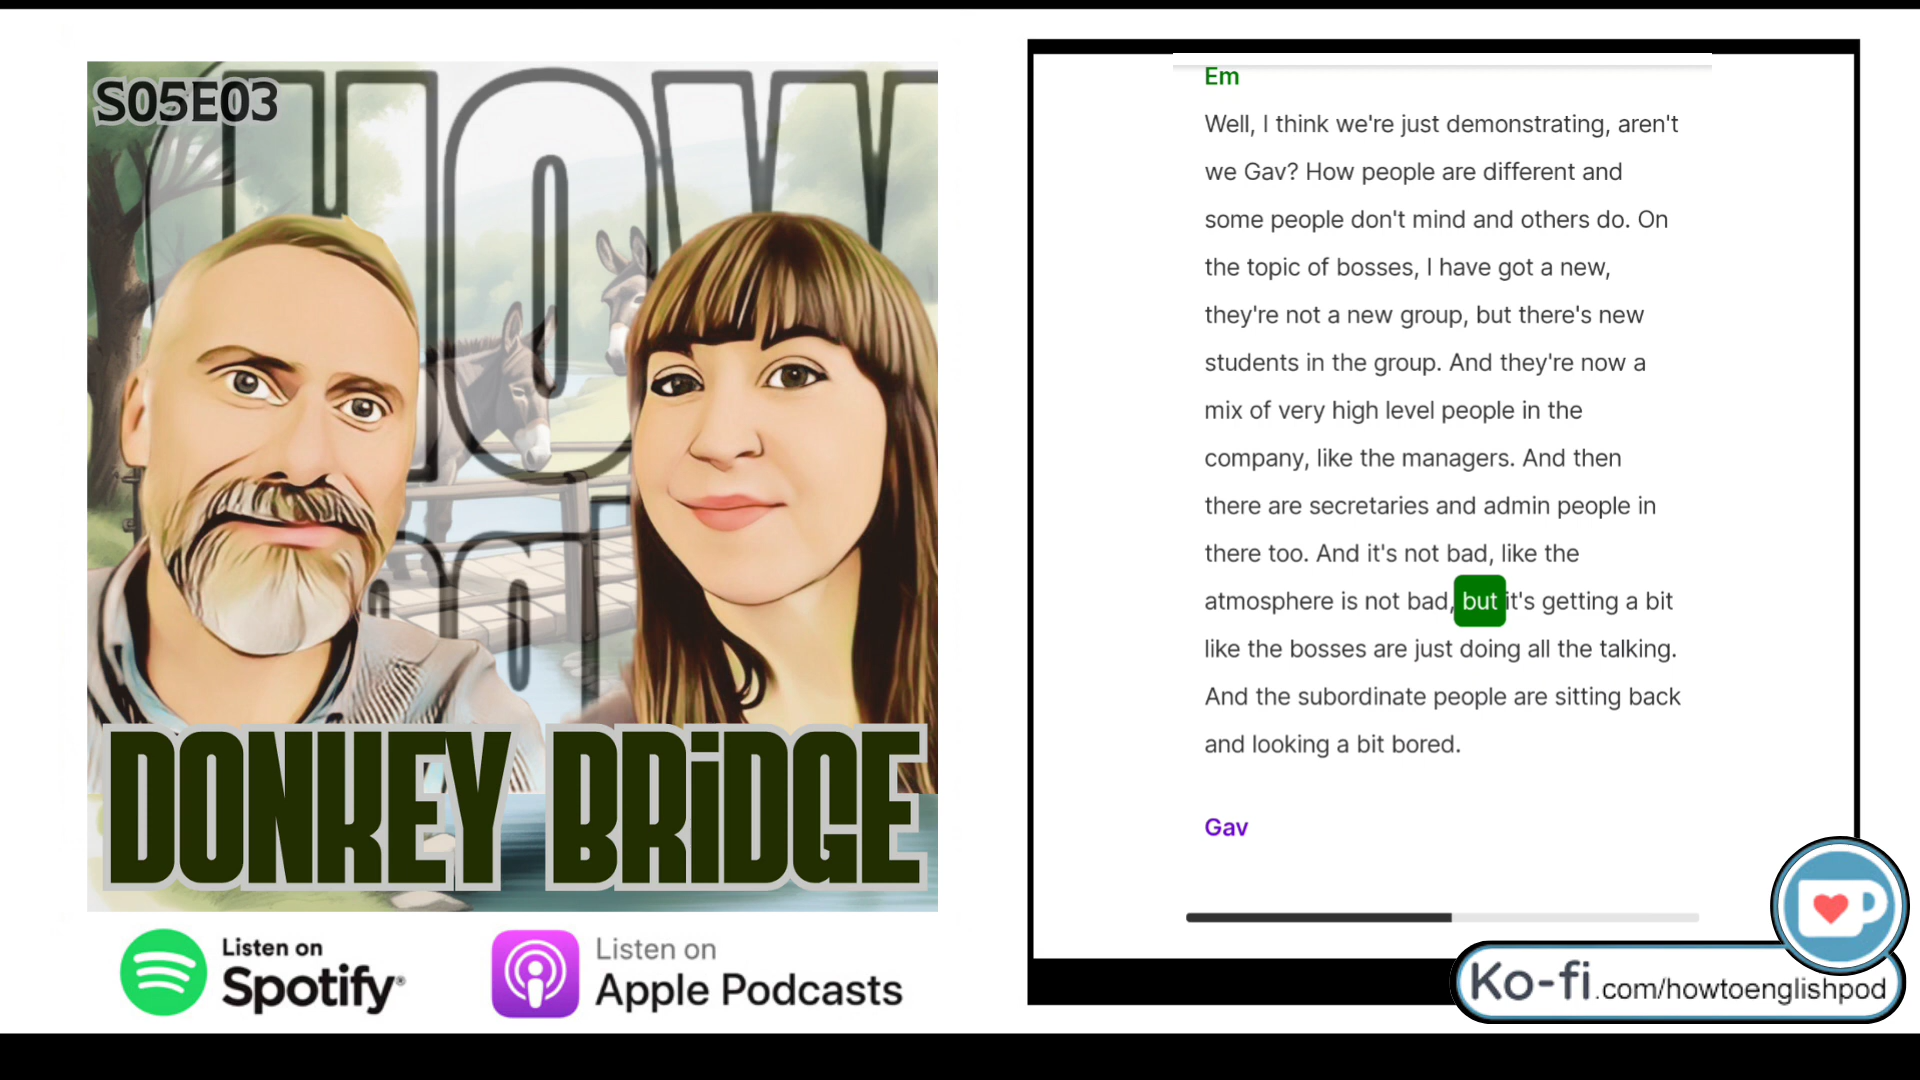 S05E03
HOW
DONKEY BRiDGE
Listen on
Spotify®
Listen on
Apple Podcasts
Em
Well, I think we're just demonstrating, aren't
we Gav? How people are different and
some people don't mind and others do. On
the topic of bosses, I have got a new,
they're not a new group, but there's new
students in the group. And they're now a
mix of very high level people in the
company, like the managers. And then
there are secretaries and admin people in
there too. And it's not bad, like the
atmosphere is not bad, but it's getting a bit
like the bosses are just doing all the talking.
And the subordinate people are sitting back
and looking a bit bored.
Gav
Ko-fi.com/howtoenglishpod